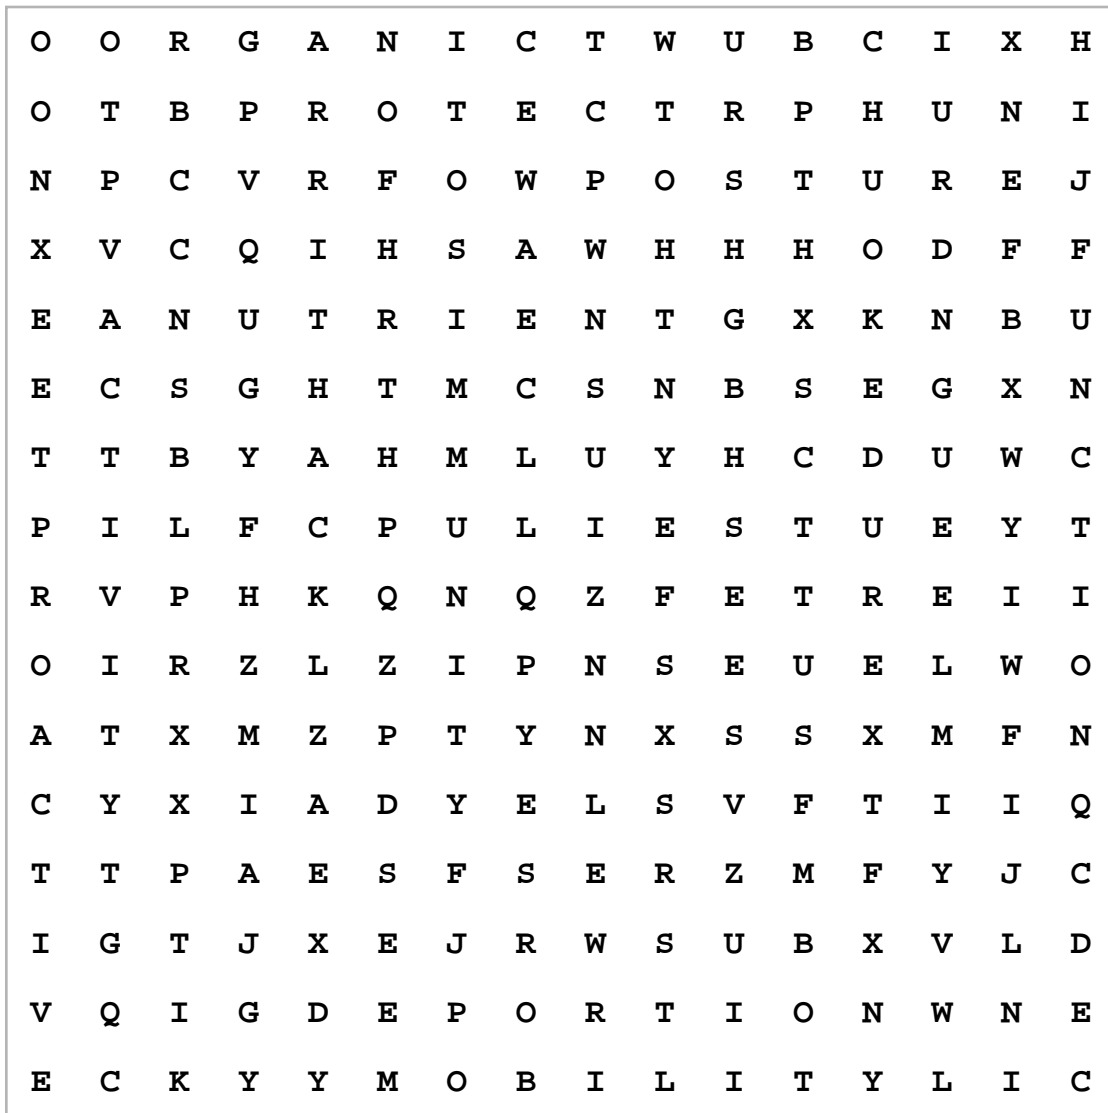 O O R G A N I C T W U B C I X H
O T B P R O T E C T R P H U N I
N P C V R F O W P O S T U R E J
X V C Q I H S A W H H H O D F F
E A N U T R I E N T G X K N B U
E C S G H T M C S N B S E G X N
T T B Y A H M L U Y H C D U W C
P I L F C P U L I E S T U E Y T
R V P H K Q N Q Z F E T R E I I
O I R Z L Z I P N S E U E L W O
A T X M Z P T Y N X S S X M F N
C Y X I A D Y E L S V F T I I Q
T T P A E S F S E R Z M F Y J C
I G T J X E J R W S U B X V L D
V Q I G D E P O R T I O N W N E
E C K Y Y M O B I L I T Y L I C